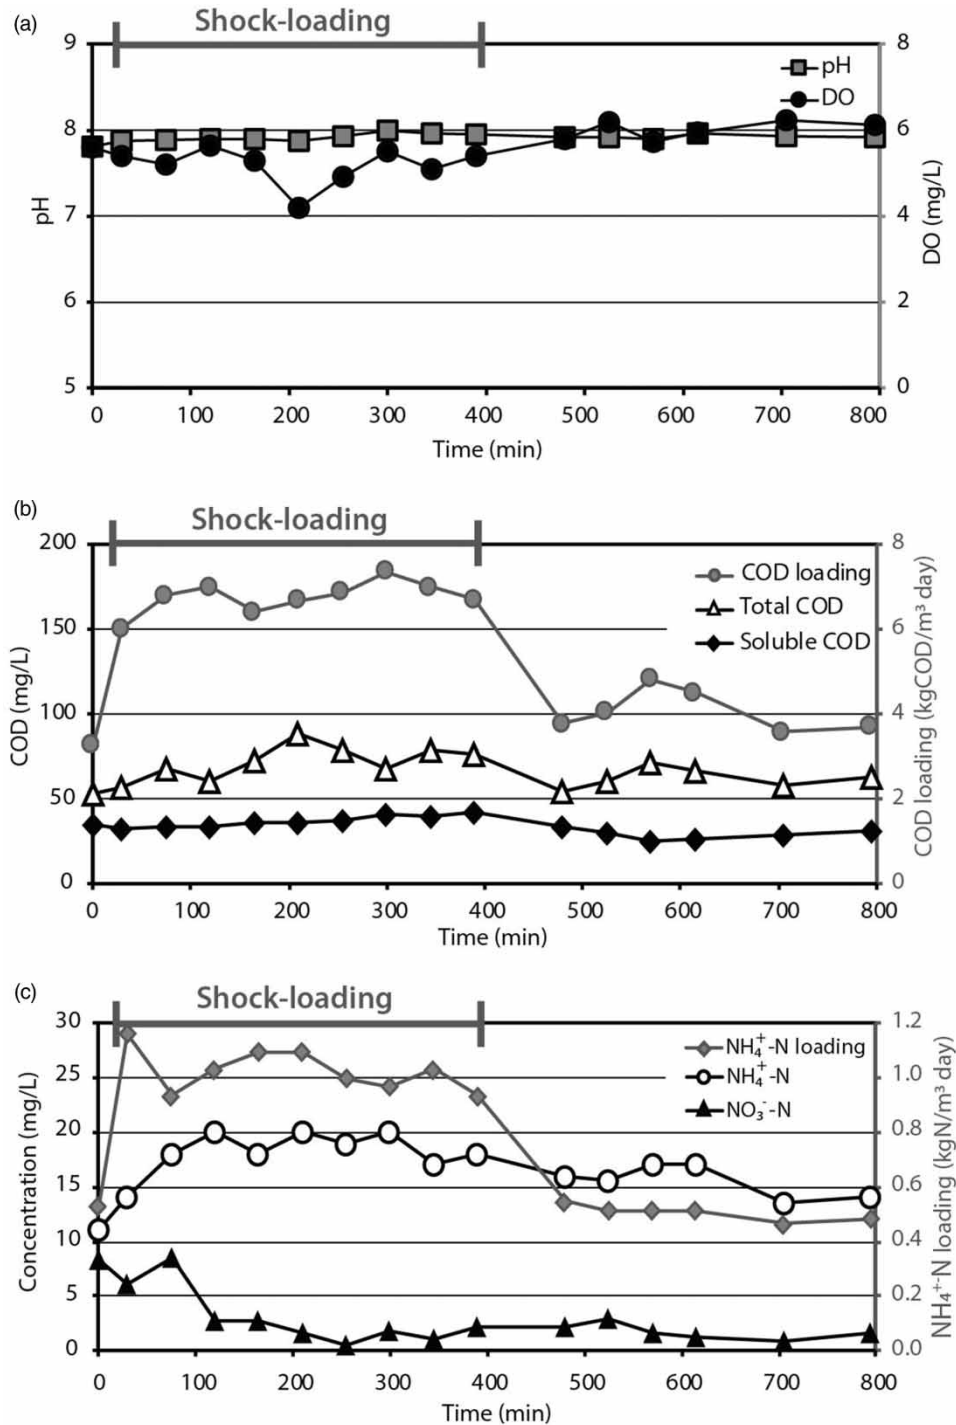 (a)
Shock-loading
9
8
7
6
5
pH
8
6
4
2
0
DO (mg/L)
pH
DO
0 100 200 300 400 500 600 700 800
Time (min)
(b)
Shock-loading
200
150
100
50
0
COD (mg/L)
8
6
4
2
0
COD loading (kgCOD/m³ day)
COD loading
Total COD
Soluble COD
0 100 200 300 400 500 600 700 800
Time (min)
(c)
Shock-loading
30
25
20
15
10
5
0
Concentration (mg/L)
1.2
1.0
0.8
0.6
0.4
0.2
0.0
NH₄⁺-N loading (kgN/m³ day)
NH₄⁺-N loading
NH₄⁺-N
NO₃⁻-N
0 100 200 300 400 500 600 700 800
Time (min)